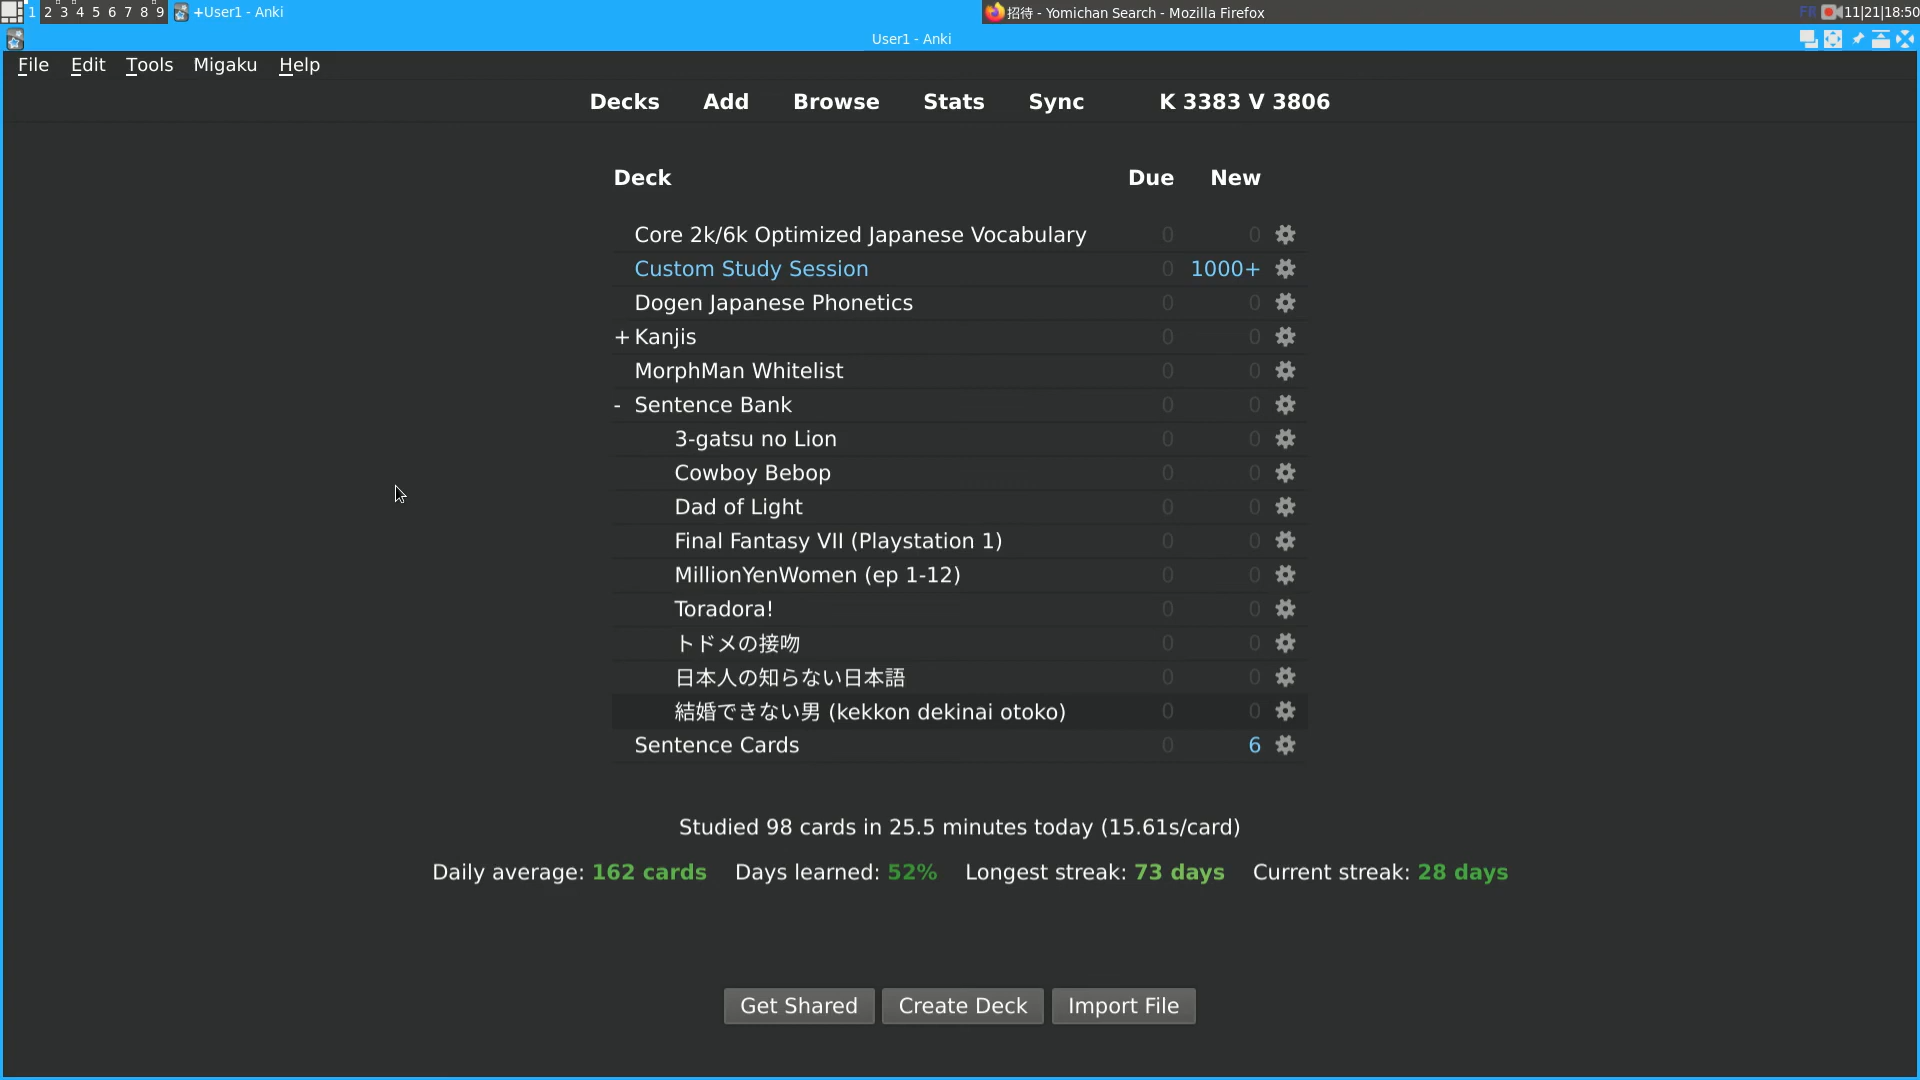 1 2 3 4 5 6 7 8 9 +User1 - Anki 招待 - Yomichan Search - Mozilla Firefox FR 11|21|18:50
User1 - Anki
File Edit Tools Migaku Help
Decks Add Browse Stats Sync K 3383 V 3806
Deck Due New
Core 2k/6k Optimized Japanese Vocabulary 0 0
Custom Study Session 0 1000+
Dogen Japanese Phonetics 0 0
+ Kanjis 0 0
MorphMan Whitelist 0 0
- Sentence Bank 0 0
3-gatsu no Lion 0 0
Cowboy Bebop 0 0
Dad of Light 0 0
Final Fantasy VII (Playstation 1) 0 0
MillionYenWomen (ep 1-12) 0 0
Toradora! 0 0
トドメの接吻 0 0
日本人の知らない日本語 0 0
結婚できない男 (kekkon dekinai otoko) 0 0
Sentence Cards 0 6
Studied 98 cards in 25.5 minutes today (15.61s/card)
Daily average: 162 cards Days learned: 52% Longest streak: 73 days Current streak: 28 days
Get Shared Create Deck Import File